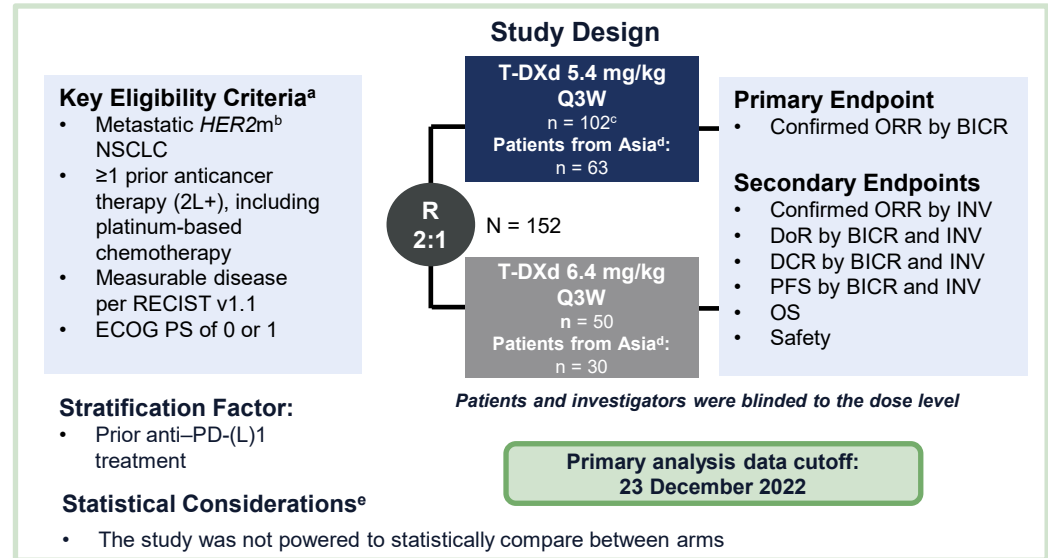 Study Design
Key Eligibility Criteriaᵃ
• Metastatic HER2mᵇ
NSCLC
• ≥1 prior anticancer
therapy (2L+), including
platinum-based
chemotherapy
• Measurable disease
per RECIST v1.1
• ECOG PS of 0 or 1
Stratification Factor:
• Prior anti–PD-(L)1
treatment
R
2:1
N = 152
T-DXd 5.4 mg/kg
Q3W
n = 102ᶜ
Patients from Asiaᵈ:
n = 63
T-DXd 6.4 mg/kg
Q3W
n = 50
Patients from Asiaᵈ:
n = 30
Primary Endpoint
• Confirmed ORR by BICR
Secondary Endpoints
• Confirmed ORR by INV
• DoR by BICR and INV
• DCR by BICR and INV
• PFS by BICR and INV
• OS
• Safety
Patients and investigators were blinded to the dose level
Primary analysis data cutoff:
23 December 2022
Statistical Considerationsᵉ
• The study was not powered to statistically compare between arms